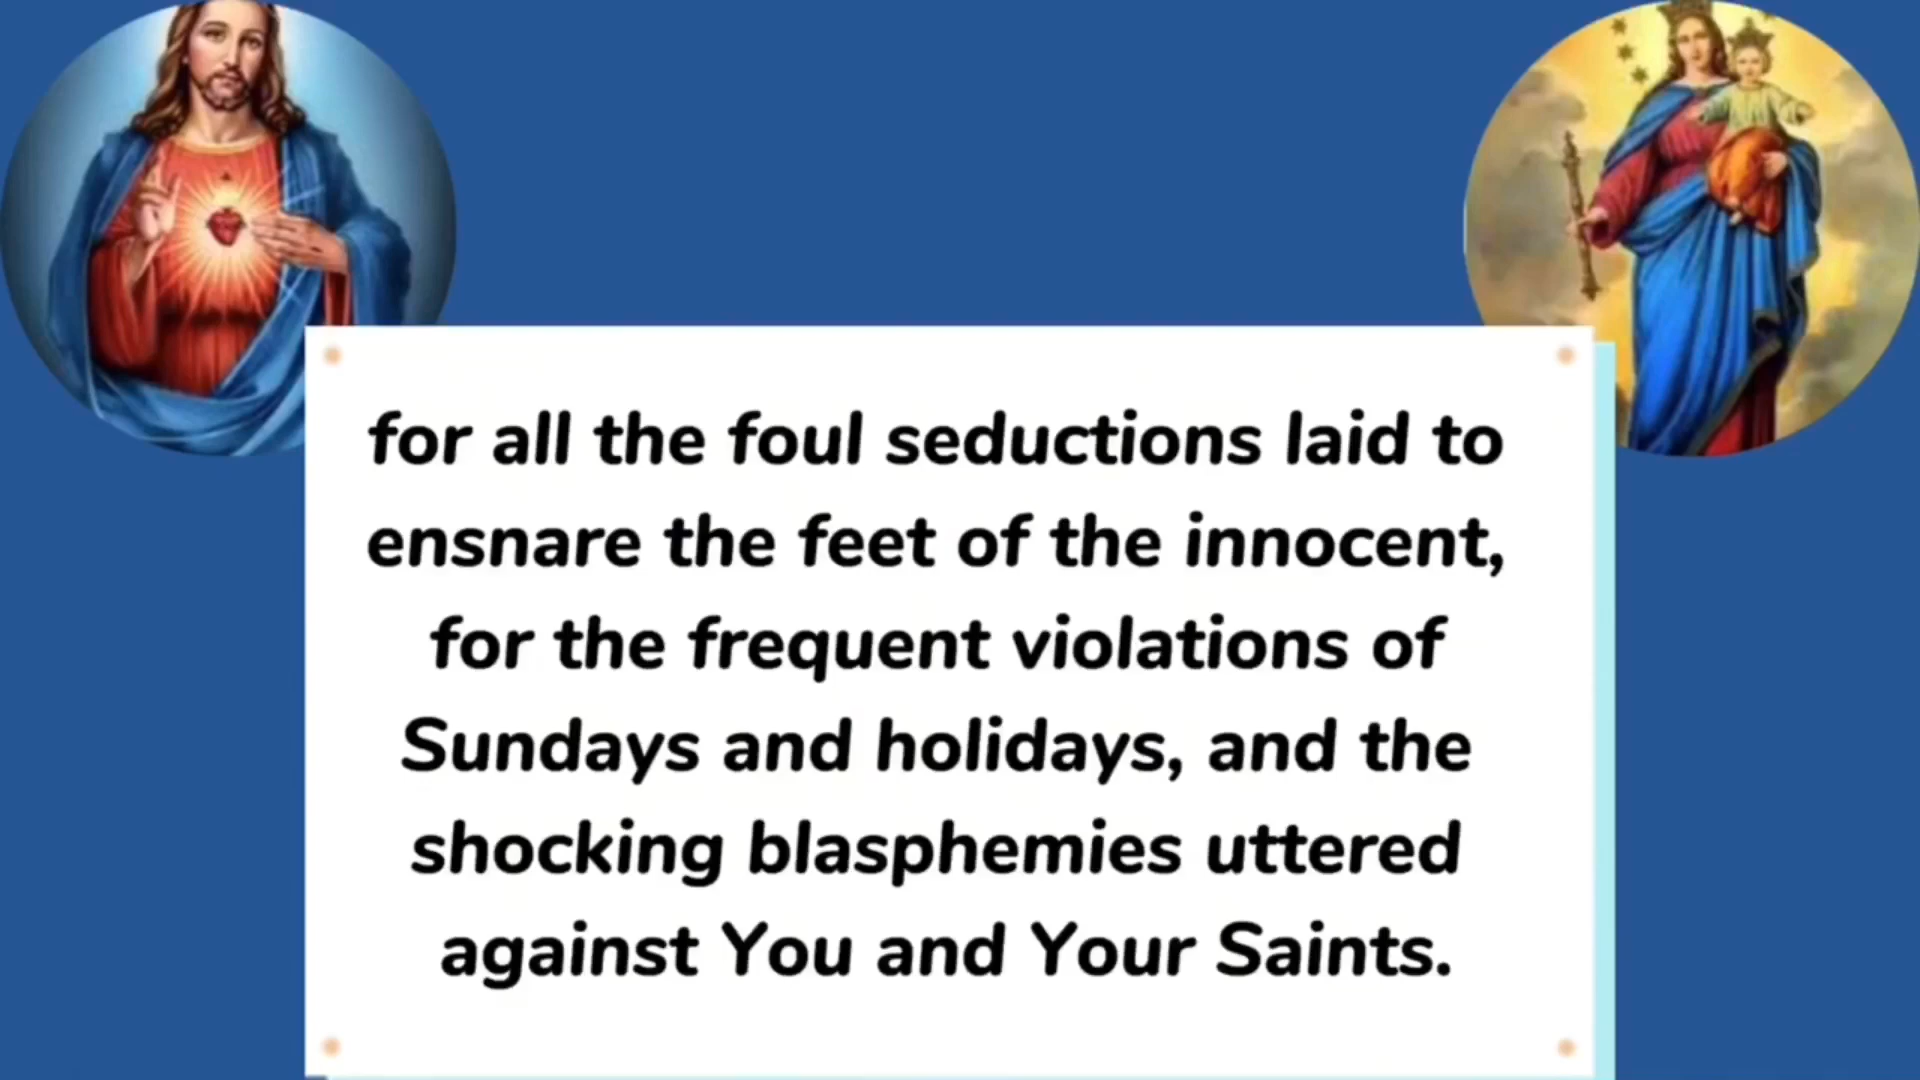 for all the foul seductions laid to
ensnare the feet of the innocent,
for the frequent violations of
Sundays and holidays, and the
shocking blasphemies uttered
against You and Your Saints.